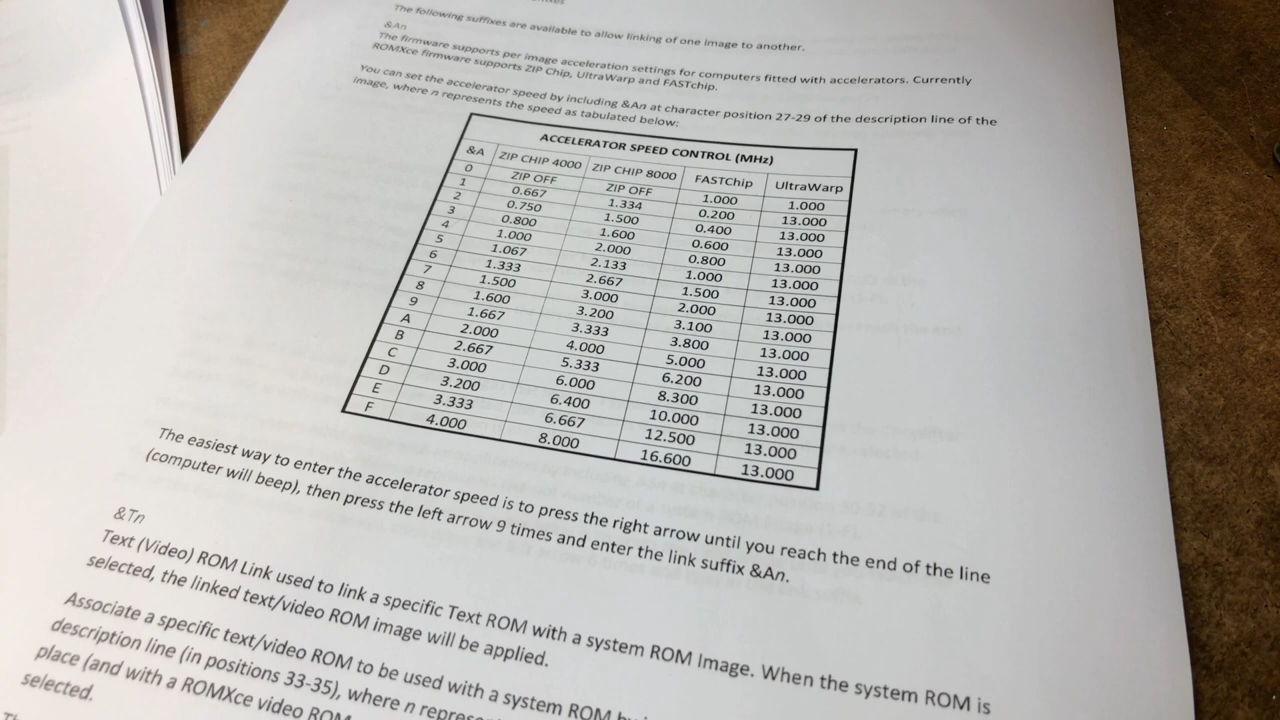 The following suffixes are available to allow linking of one image to another.
&An
The firmware supports per image acceleration settings for computers fitted with accelerators. Currently
ROMXce firmware supports ZIP Chip, UltraWarp and FASTchip.
You can set the accelerator speed by including &An at character position 27-29 of the description line of the
image, where n represents the speed as tabulated below:
ACCELERATOR SPEED CONTROL (MHz)
&A ZIP CHIP 4000 ZIP CHIP 8000 FASTChip UltraWarp
0 ZIP OFF ZIP OFF 1.000 1.000
1 0.667 1.334 0.200 13.000
2 0.750 1.500 0.400 13.000
3 0.800 1.600 0.600 13.000
4 1.000 2.000 0.800 13.000
5 1.067 2.133 1.000 13.000
6 1.333 2.667 1.500 13.000
7 1.500 3.000 2.000 13.000
8 1.600 3.200 3.100 13.000
9 1.667 3.333 3.800 13.000
A 2.000 4.000 5.000 13.000
B 2.667 5.333 6.200 13.000
C 3.000 6.000 8.300 13.000
D 3.200 6.400 10.000 13.000
E 3.333 6.667 12.500 13.000
F 4.000 8.000 16.600 13.000
The easiest way to enter the accelerator speed is to press the right arrow until you reach the end of the line
(computer will beep), then press the left arrow 9 times and enter the link suffix &An.
&Tn
Text (Video) ROM Link used to link a specific Text ROM with a system ROM Image. When the system ROM is
selected, the linked text/video ROM image will be applied.
Associate a specific text/video ROM to be used with a system ROM
description line (in positions 33-35), where n
place (and with a ROMXce video ROM
selected.